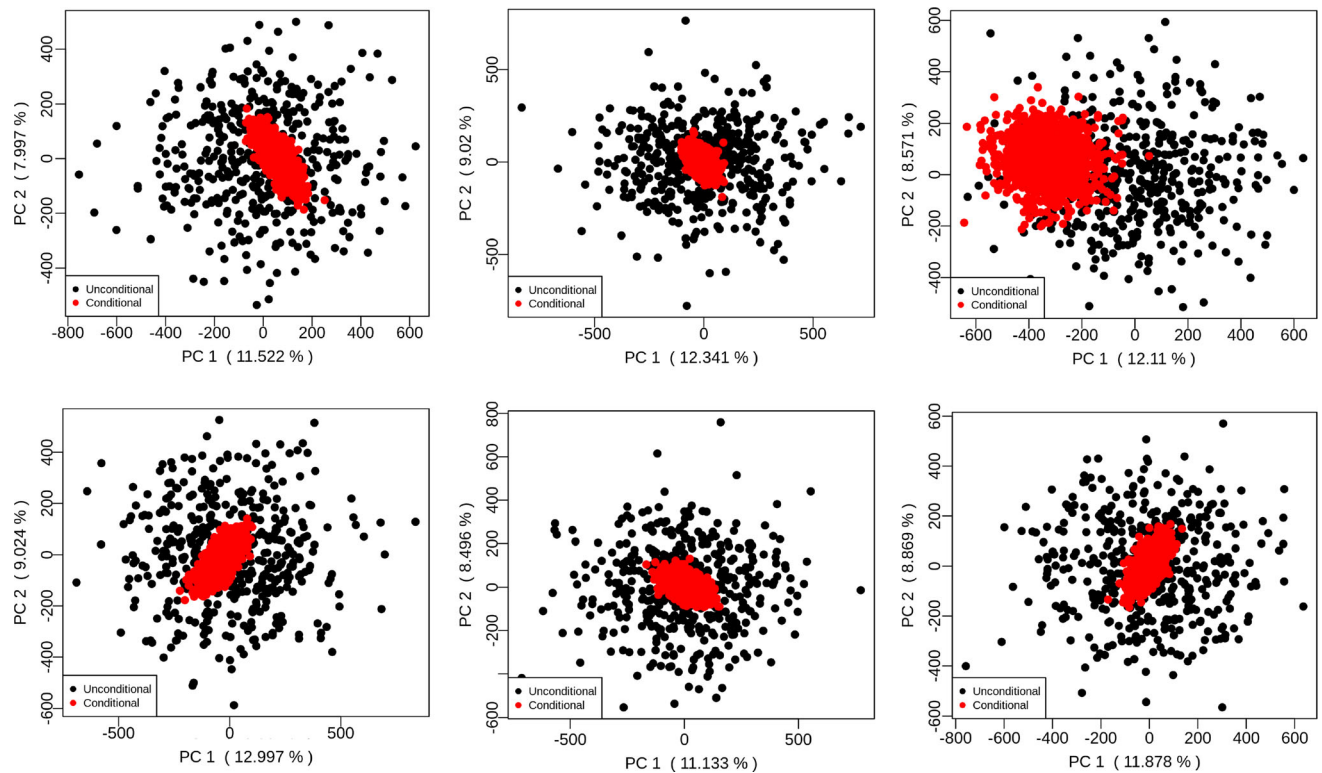 400
200
0
-200
-400
PC 2 ( 7.997 % )
Unconditional
Conditional
-800 -600 -400 -200 0 200 400 600
PC 1 ( 11.522 % )
500
0
-500
PC 2 ( 9.02 % )
Unconditional
Conditional
-500 0 500
PC 1 ( 12.341 % )
600
400
200
0
-200
-400
PC 2 ( 8.571 % )
Unconditional
Conditional
-600 -400 -200 0 200 400 600
PC 1 ( 12.11 % )
400
200
0
-200
-400
-600
PC 2 ( 9.024 % )
Unconditional
Conditional
-500 0 500
PC 1 ( 12.997 % )
800
600
400
200
0
-200
-600
PC 2 ( 8.496 % )
Unconditional
Conditional
-500 0 500
PC 1 ( 11.133 % )
600
400
200
0
-200
-400
-600
PC 2 ( 8.869 % )
Unconditional
Conditional
-800 -600 -400 -200 0 200 400 600
PC 1 ( 11.878 % )